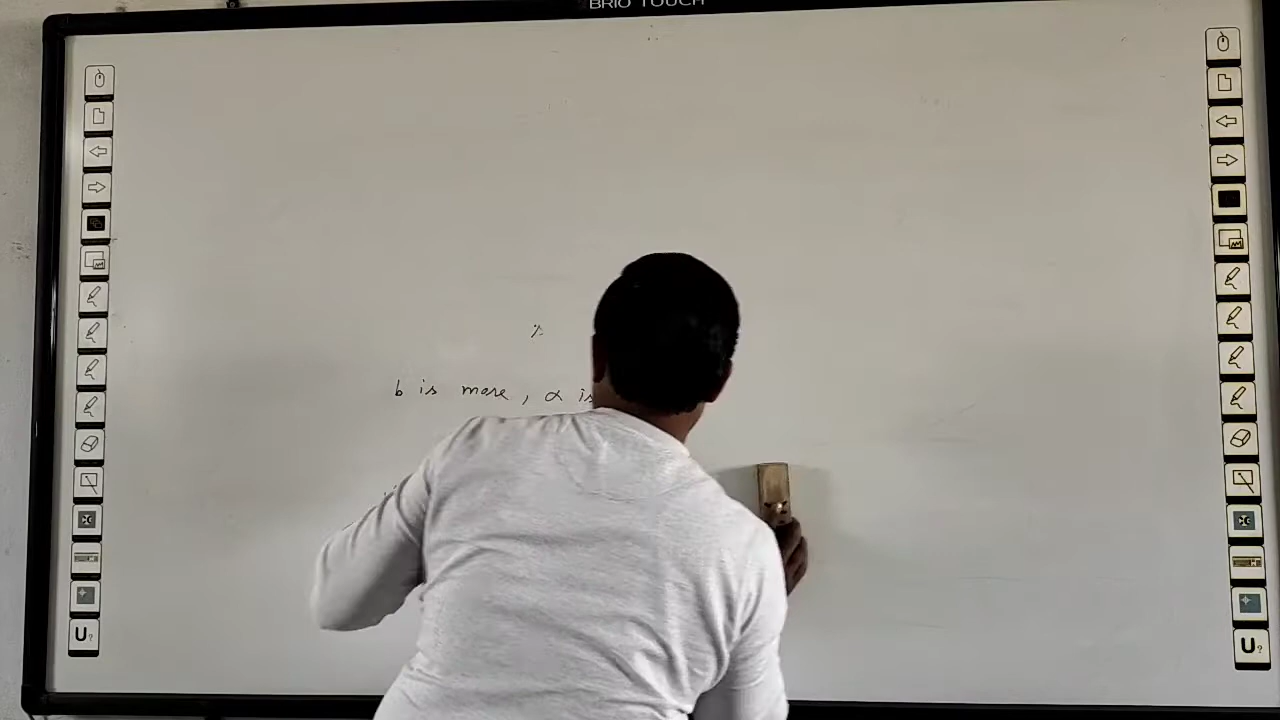 BRIO TOUCH
b is more, α is
U?
U?